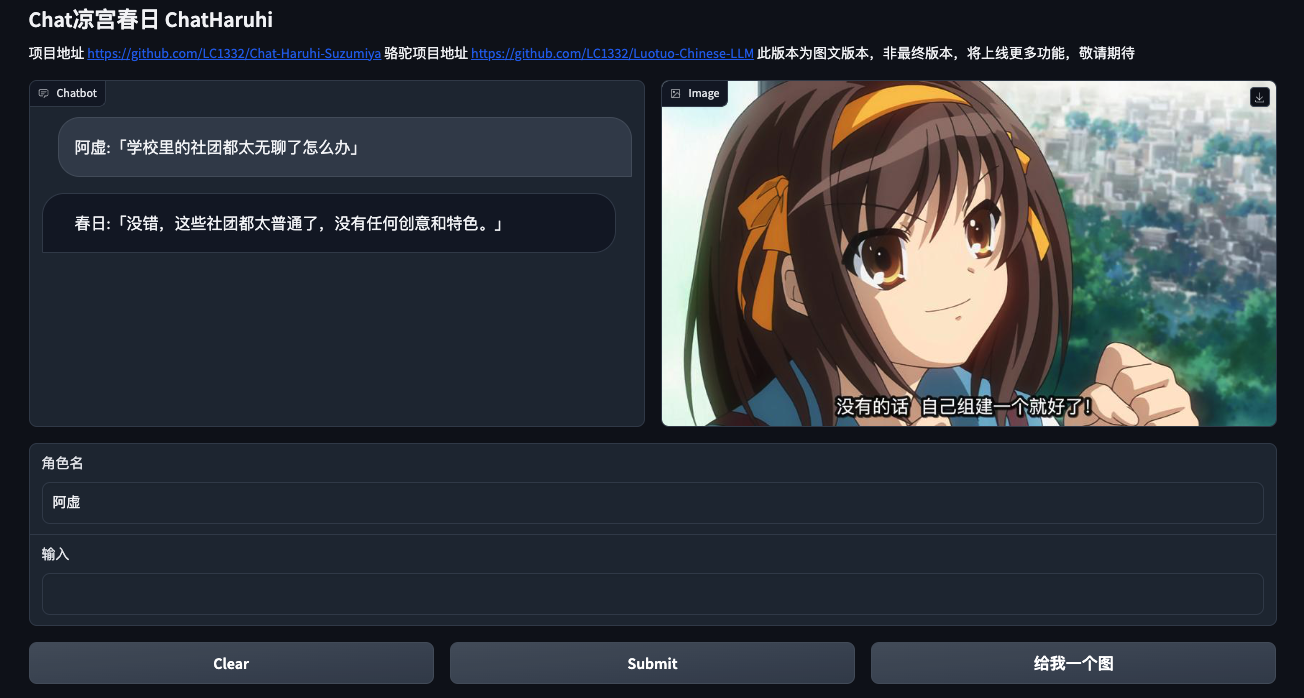 Chat凉宫春日 ChatHaruhi
项目地址 https://github.com/LC1332/Chat-Haruhi-Suzumiya 骆驼项目地址 https://github.com/LC1332/Luotuo-Chinese-LLM 此版本为图文版本，非最终版本，将上线更多功能，敬请期待
Chatbot
阿虚:「学校里的社团都太无聊了怎么办」
春日:「没错，这些社团都太普通了，没有任何创意和特色。」
Image
没有的话 自己组建一个就好了！
角色名
阿虚
输入
Clear
Submit
给我一个图